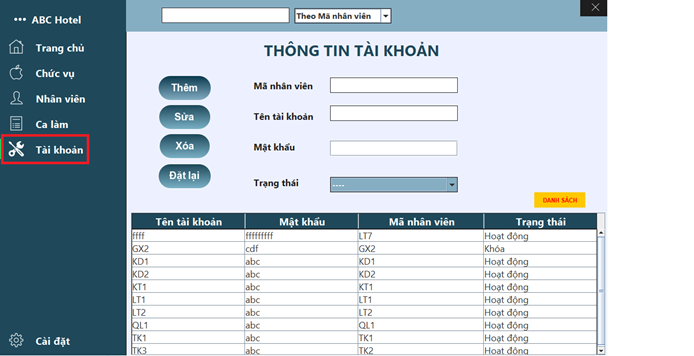 ABC Hotel
Theo Mã nhân viên
Trang chủ
Chức vụ
Nhân viên
Ca làm
Tài khoản
Cài đặt
THÔNG TIN TÀI KHOẢN
Thêm
Sửa
Xóa
Đặt lại
Mã nhân viên
Tên tài khoản
Mật khẩu
Trạng thái
----
DANH SÁCH
Tên tài khoản Mật khẩu Mã nhân viên Trạng thái
ffff fffffffff LT7 Hoạt động
GX2 cdf GX2 Khóa
KD1 abc KD1 Hoạt động
KD2 abc KD2 Hoạt động
KT1 abc KT1 Hoạt động
LT1 abc LT1 Hoạt động
LT2 abc LT2 Hoạt động
QL1 abc QL1 Hoạt động
TK1 abc TK1 Hoạt động
TK3 abc TK2 Hoạt động